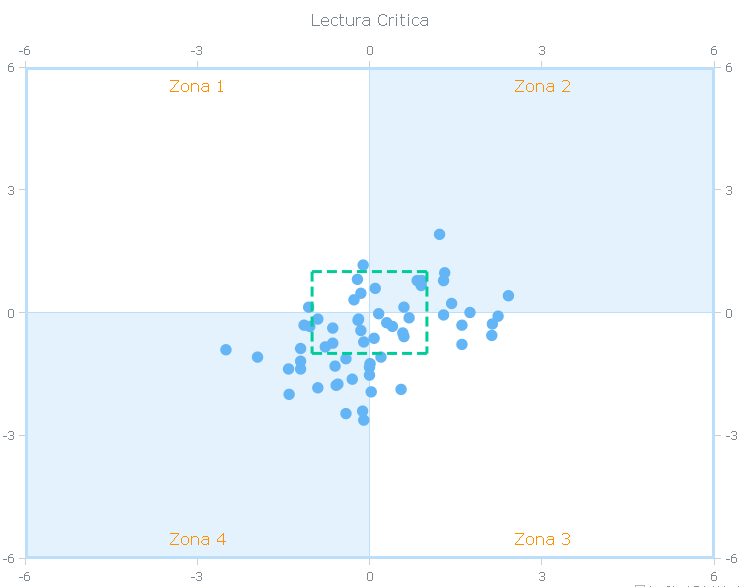 Lectura Critica
-6 -3 0 3 6
6 6
Zona 1 Zona 2
3 3
0 0
-3 -3
Zona 4 Zona 3
-6 -6
-6 -3 0 3 6